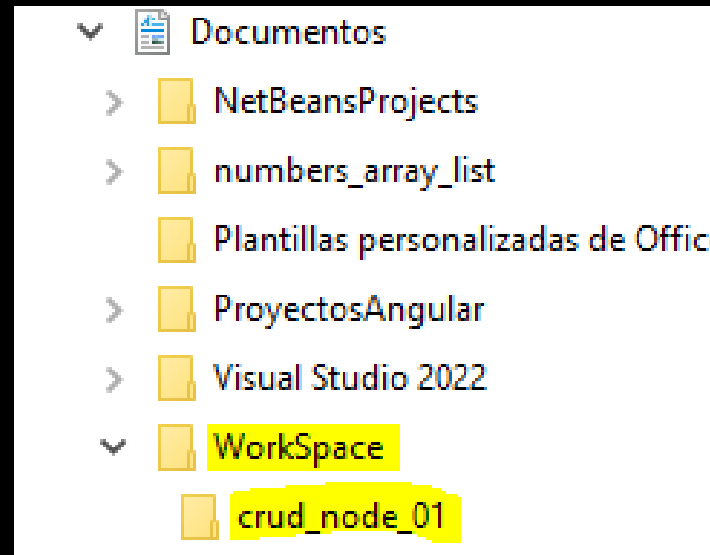 Documentos
NetBeansProjects
numbers_array_list
Plantillas personalizadas de Offic
ProyectosAngular
Visual Studio 2022
WorkSpace
crud_node_01